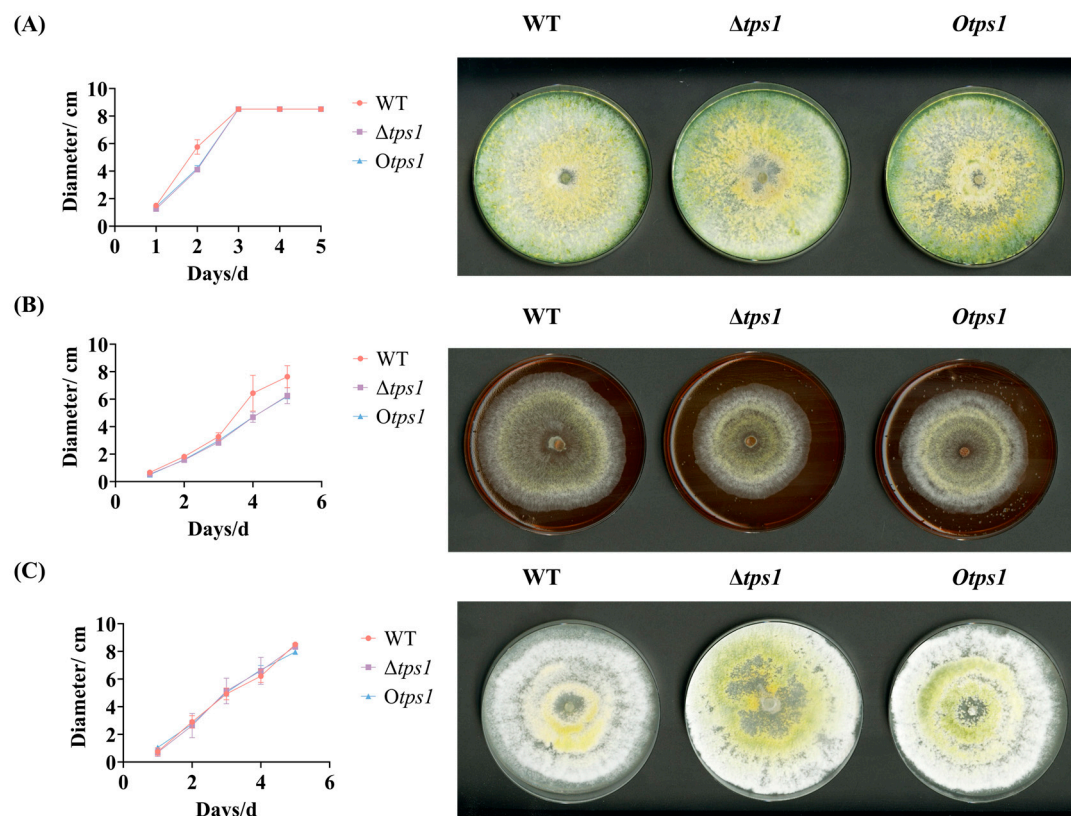 (A)
WT Δtps1 Otps1
Diameter/ cm
10
8
6
4
2
0
0 1 2 3 4 5
Days/d
WT
Δtps1
Otps1
(B)
WT Δtps1 Otps1
Diameter/ cm
10
8
6
4
2
0
0 2 4 6
Days/d
WT
Δtps1
Otps1
(C)
WT Δtps1 Otps1
Diameter/ cm
10
8
6
4
2
0
0 2 4 6
Days/d
WT
Δtps1
Otps1